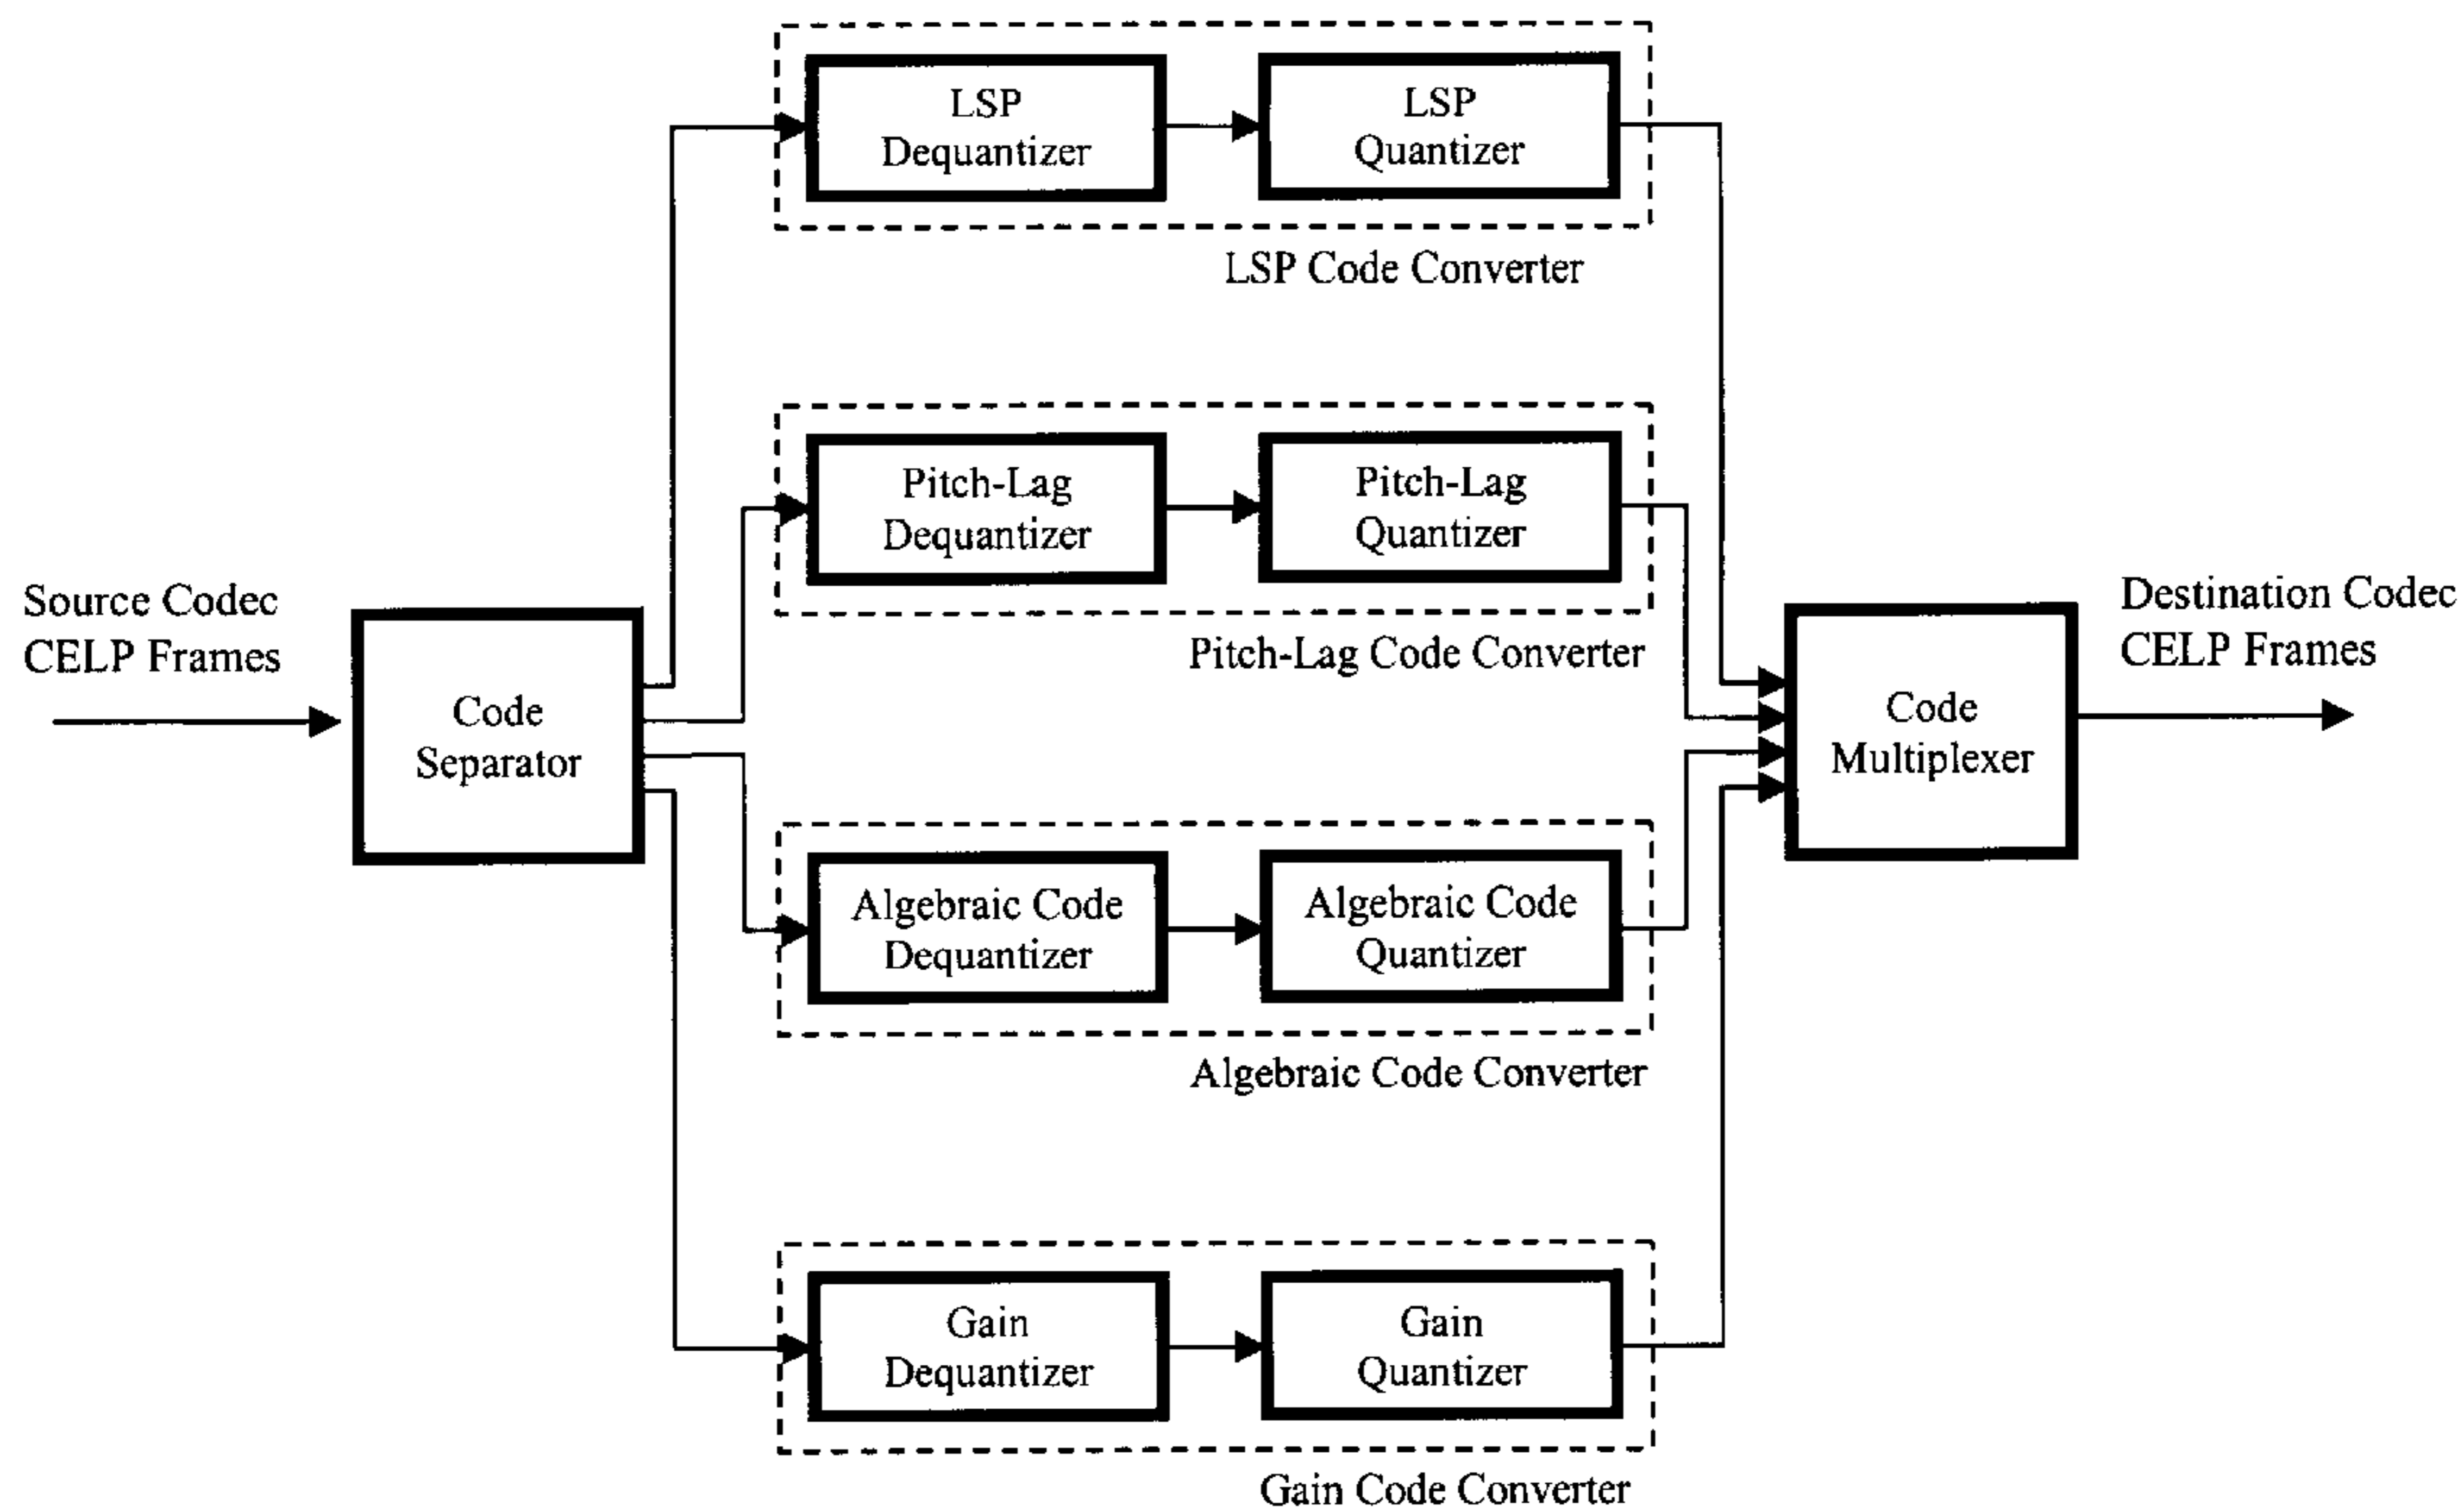 LSP
Dequantizer
LSP
Quantizer
LSP Code Converter
Pitch-Lag
Dequantizer
Pitch-Lag
Quantizer
Pitch-Lag Code Converter
Source Codec
CELP Frames
Code
Separator
Code
Multiplexer
Destination Codec
CELP Frames
Algebraic Code
Dequantizer
Algebraic Code
Quantizer
Algebraic Code Converter
Gain
Dequantizer
Gain
Quantizer
Gain Code Converter